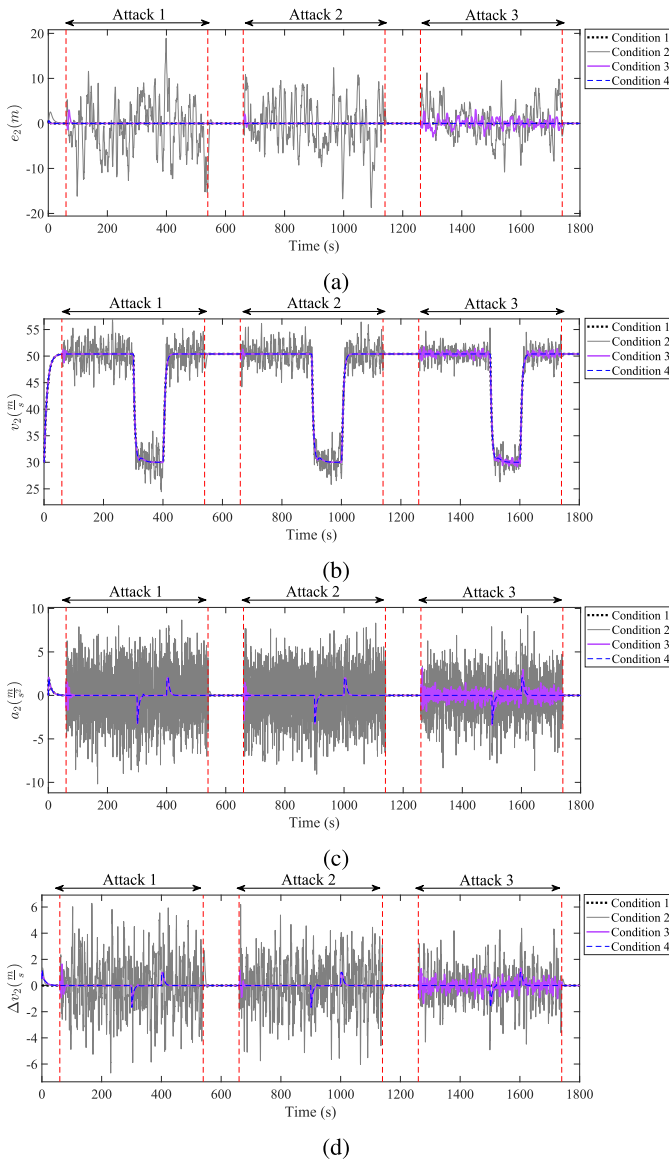 Attack 1 Attack 2 Attack 3
Condition 1
Condition 2
Condition 3
Condition 4
20
10
0
-10
-20
e₂(m)
0 200 400 600 800 1000 1200 1400 1600 1800
Time (s)
(a)
Attack 1 Attack 2 Attack 3
Condition 1
Condition 2
Condition 3
Condition 4
55
50
45
40
35
30
25
v₂(m/s)
0 200 400 600 800 1000 1200 1400 1600 1800
Time (s)
(b)
Attack 1 Attack 2 Attack 3
Condition 1
Condition 2
Condition 3
Condition 4
10
5
0
-5
-10
a₂(m/s²)
0 200 400 600 800 1000 1200 1400 1600 1800
Time (s)
(c)
Attack 1 Attack 2 Attack 3
Condition 1
Condition 2
Condition 3
Condition 4
6
4
2
0
-2
-4
-6
Δv₂(m/s)
0 200 400 600 800 1000 1200 1400 1600 1800
Time (s)
(d)